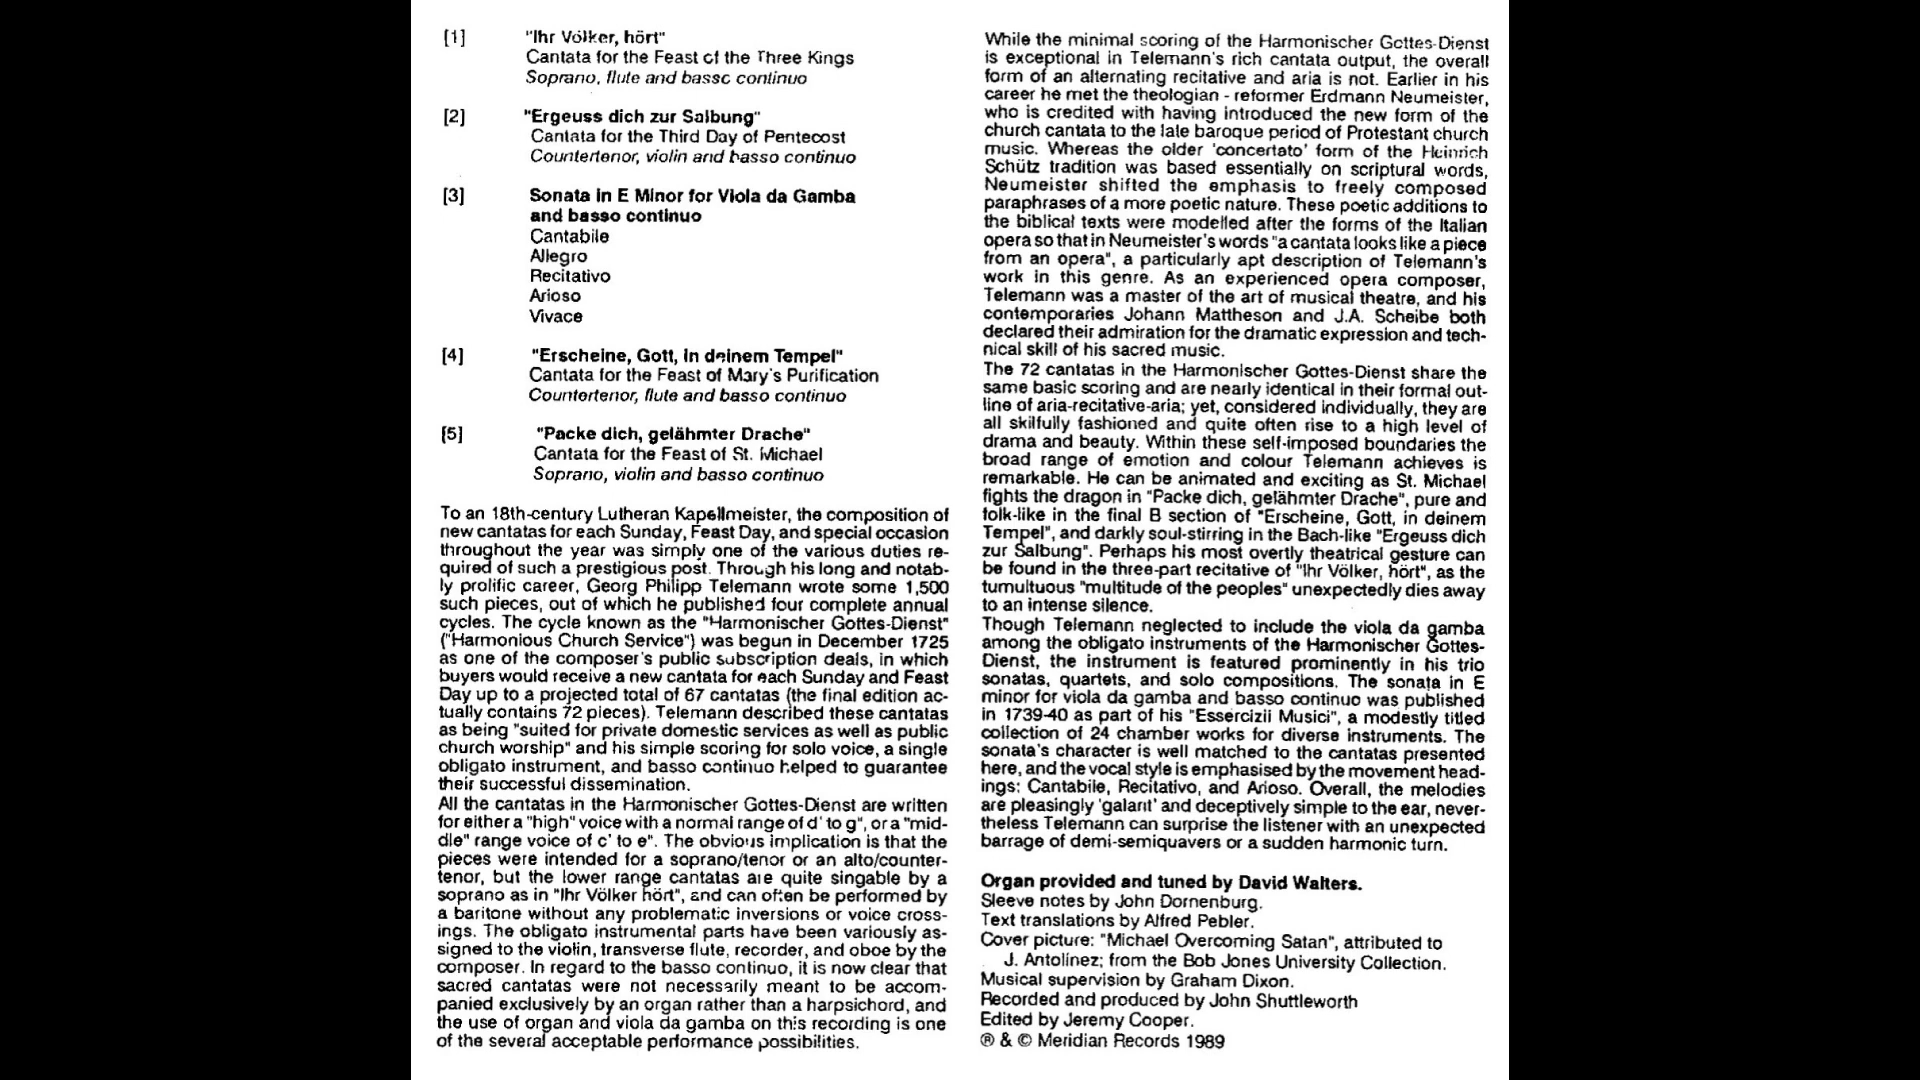 [1] "Ihr Völker, hört"
Cantata for the Feast of the Three Kings
Soprano, flute and basso continuo
[2] "Ergeuss dich zur Salbung"
Cantata for the Third Day of Pentecost
Countertenor, violin and basso continuo
[3] Sonata in E Minor for Viola da Gamba
and basso continuo
Cantabile
Allegro
Recitativo
Arioso
Vivace
[4] "Erscheine, Gott, in deinem Tempel"
Cantata for the Feast of Mary's Purification
Countertenor, flute and basso continuo
[5] "Packe dich, gelähmter Drache"
Cantata for the Feast of St. Michael
Soprano, violin and basso continuo
To an 18th-century Lutheran Kapellmeister, the composition of
new cantatas for each Sunday, Feast Day, and special occasion
throughout the year was simply one of the various duties re-
quired of such a prestigious post. Through his long and notab-
ly prolific career, Georg Philipp Telemann wrote some 1,500
such pieces, out of which he published four complete annual
cycles. The cycle known as the "Harmonischer Gottes-Dienst"
("Harmonious Church Service") was begun in December 1725
as one of the composer's public subscription deals, in which
buyers would receive a new cantata for each Sunday and Feast
Day up to a projected total of 67 cantatas (the final edition ac-
tually contains 72 pieces). Telemann described these cantatas
as being "suited for private domestic services as well as public
church worship" and his simple scoring for solo voice, a single
obligato instrument, and basso continuo helped to guarantee
their successful dissemination.
All the cantatas in the Harmonischer Gottes-Dienst are written
for either a "high" voice with a normal range of d' to g", or a "mid-
dle" range voice of c' to e". The obvious implication is that the
pieces were intended for a soprano/tenor or an alto/counter-
tenor, but the lower range cantatas are quite singable by a
soprano as in "Ihr Völker hört", and can often be performed by
a baritone without any problematic inversions or voice cross-
ings. The obligato instrumental parts have been variously as-
signed to the violin, transverse flute, recorder, and oboe by the
composer. In regard to the basso continuo, it is now clear that
sacred cantatas were not necessarily meant to be accom-
panied exclusively by an organ rather than a harpsichord, and
the use of organ and viola da gamba on this recording is one
of the several acceptable performance possibilities.
While the minimal scoring of the Harmonischer Gottes-Dienst
is exceptional in Telemann's rich cantata output, the overall
form of an alternating recitative and aria is not. Earlier in his
career he met the theologian - reformer Erdmann Neumeister,
who is credited with having introduced the new form of the
church cantata to the late baroque period of Protestant church
music. Whereas the older 'concertato' form of the Heinrich
Schütz tradition was based essentially on scriptural words,
Neumeister shifted the emphasis to freely composed
paraphrases of a more poetic nature. These poetic additions to
the biblical texts were modelled after the forms of the Italian
opera so that in Neumeister's words "a cantata looks like a piece
from an opera", a particularly apt description of Telemann's
work in this genre. As an experienced opera composer,
Telemann was a master of the art of musical theatre, and his
contemporaries Johann Mattheson and J.A. Scheibe both
declared their admiration for the dramatic expression and tech-
nical skill of his sacred music.
The 72 cantatas in the Harmonischer Gottes-Dienst share the
same basic scoring and are nearly identical in their formal out-
line of aria-recitative-aria; yet, considered individually, they are
all skilfully fashioned and quite often rise to a high level of
drama and beauty. Within these self-imposed boundaries the
broad range of emotion and colour Telemann achieves is
remarkable. He can be animated and exciting as St. Michael
fights the dragon in "Packe dich, gelähmter Drache", pure and
folk-like in the final B section of "Erscheine, Gott, in deinem
Tempel", and darkly soul-stirring in the Bach-like "Ergeuss dich
zur Salbung". Perhaps his most overtly theatrical gesture can
be found in the three-part recitative of "Ihr Völker, hört", as the
tumultuous "multitude of the peoples" unexpectedly dies away
to an intense silence.
Though Telemann neglected to include the viola da gamba
among the obligato instruments of the Harmonischer Gottes-
Dienst, the instrument is featured prominently in his trio
sonatas, quartets, and solo compositions. The sonata in E
minor for viola da gamba and basso continuo was published
in 1739-40 as part of his "Essercizii Musici", a modestly titled
collection of 24 chamber works for diverse instruments. The
sonata's character is well matched to the cantatas presented
here, and the vocal style is emphasised by the movement head-
ings: Cantabile, Recitativo, and Arioso. Overall, the melodies
are pleasingly 'galant' and deceptively simple to the ear, never-
theless Telemann can surprise the listener with an unexpected
barrage of demi-semiquavers or a sudden harmonic turn.
Organ provided and tuned by David Walters.
Sleeve notes by John Dornenburg.
Text translations by Alfred Pebler.
Cover picture: "Michael Overcoming Satan", attributed to
J. Antolínez; from the Bob Jones University Collection.
Musical supervision by Graham Dixon.
Recorded and produced by John Shuttleworth
Edited by Jeremy Cooper.
® & © Meridian Records 1989